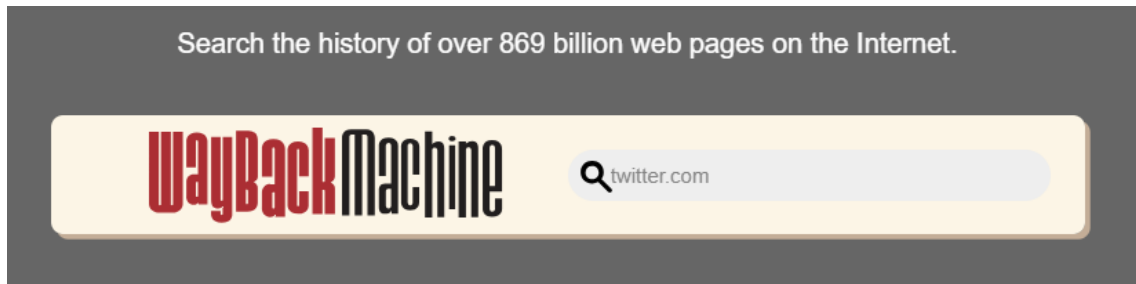 Search the history of over 869 billion web pages on the Internet.
WayBackMachine twitter.com